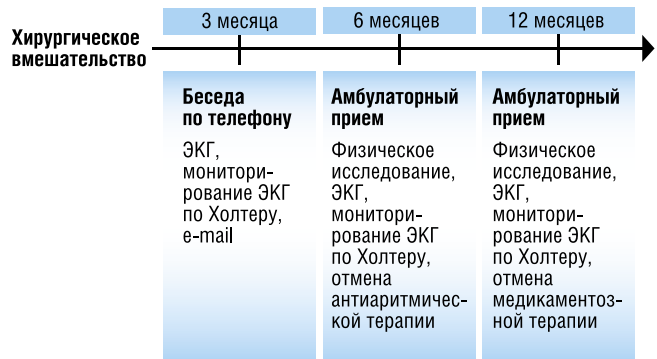 3 месяца
6 месяцев
12 месяцев
Хирургическое
вмешательство
Беседа
по телефону
ЭКГ,
монитори-
рование ЭКГ
по Холтеру,
e-mail
Амбулаторный
прием
Физическое
исследование,
ЭКГ,
монитори-
рование ЭКГ
по Холтеру,
отмена
антиаритмичес-
кой терапии
Амбулаторный
прием
Физическое
исследование,
ЭКГ,
монитори-
рование ЭКГ
по Холтеру,
отмена
медикаментоз-
ной терапии